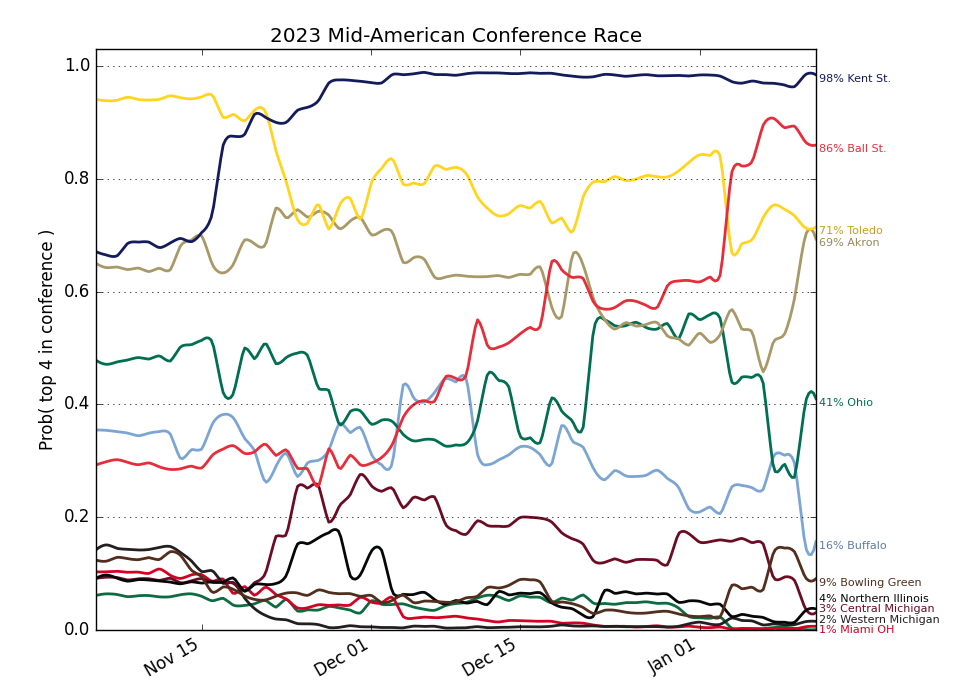 2023 Mid-American Conference Race
Prob( top 4 in conference )
1.0
0.8
0.6
0.4
0.2
0.0
Nov 15
Dec 01
Dec 15
Jan 01
98% Kent St.
86% Ball St.
71% Toledo
69% Akron
41% Ohio
16% Buffalo
9% Bowling Green
4% Northern Illinois
3% Central Michigan
2% Western Michigan
1% Miami OH